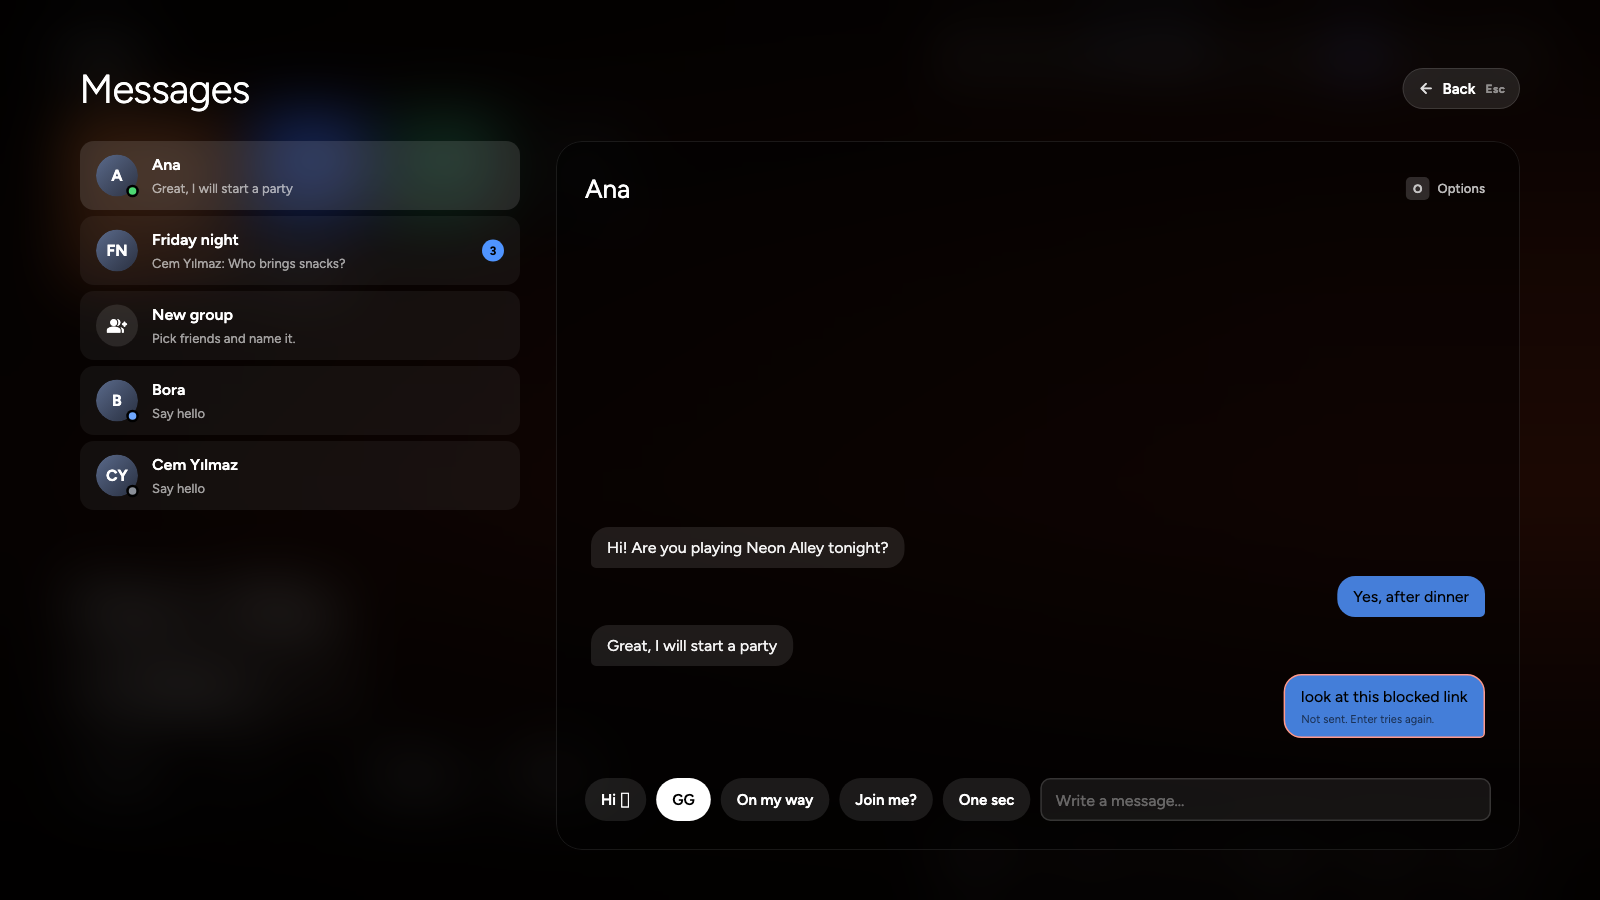 Messages
Back Esc
A
Ana
Great, I will start a party
FN
Friday night
Cem Yılmaz: Who brings snacks?
3
New group
Pick friends and name it.
B
Bora
Say hello
CY
Cem Yılmaz
Say hello
Ana
O Options
Hi! Are you playing Neon Alley tonight?
Yes, after dinner
Great, I will start a party
look at this blocked link
Not sent. Enter tries again.
Hi
GG
On my way
Join me?
One sec
Write a message...